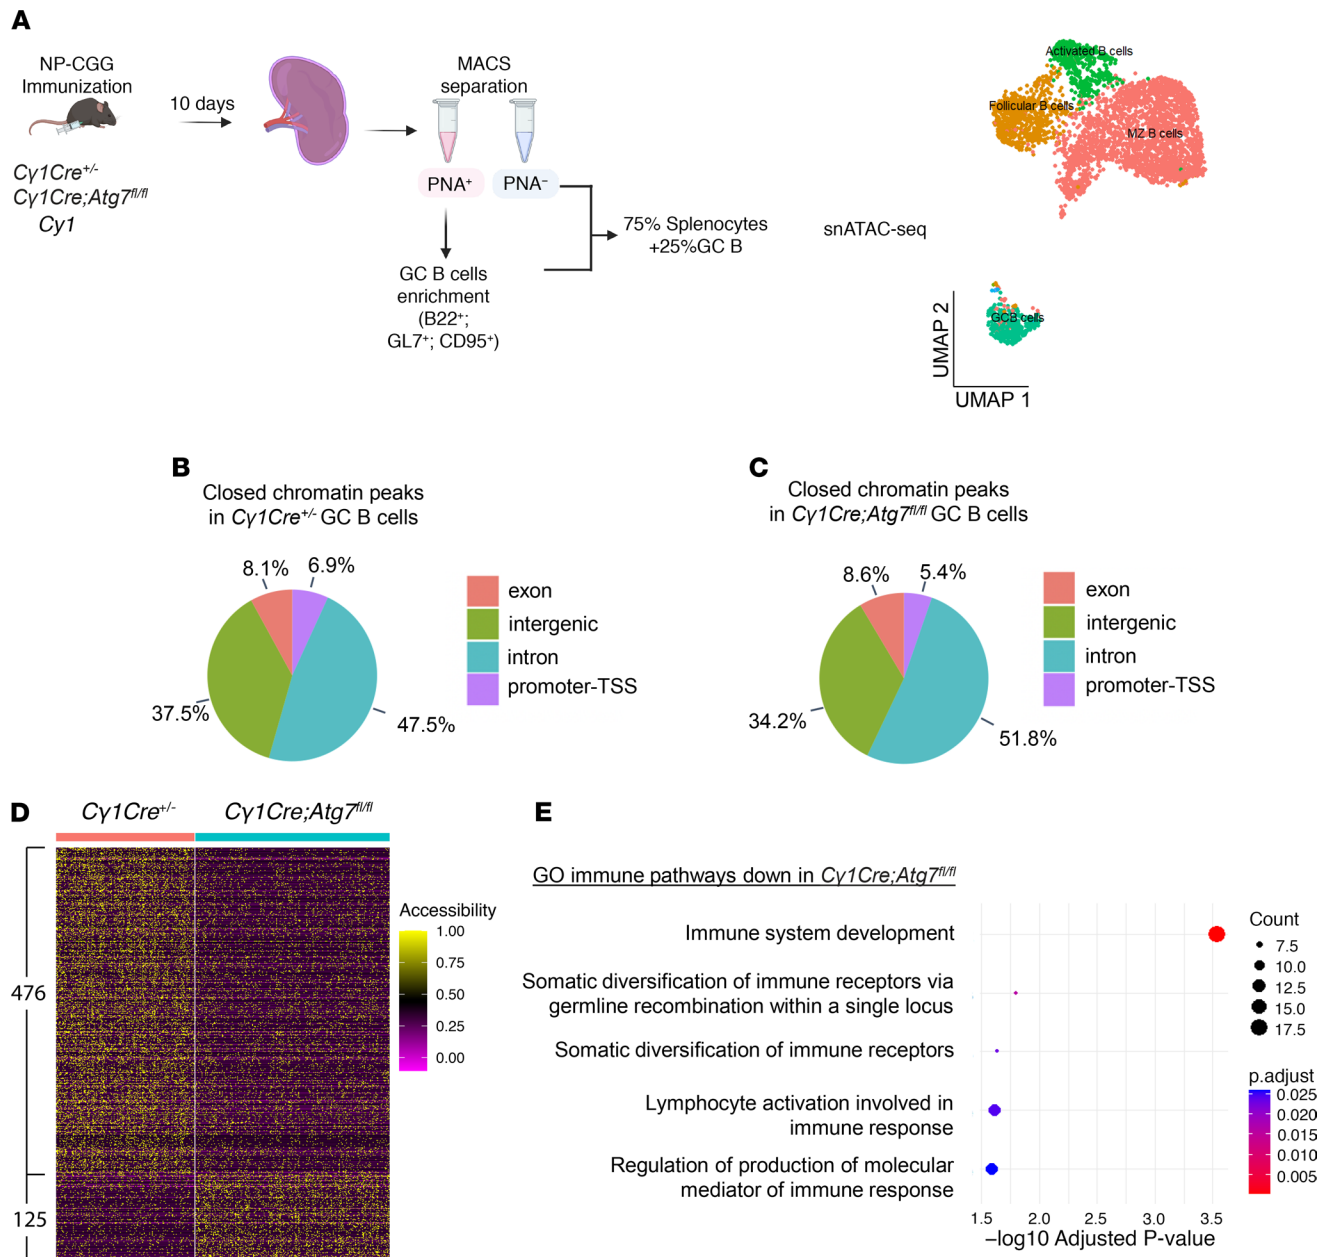 A
NP-CGG
Immunization
10 days
MACS
separation
Cγ1Cre+/-
Cγ1Cre;Atg7fl/fl
Cy1
PNA+
PNA–
GC B cells
enrichment
(B22+;
GL7+; CD95+)
75% Splenocytes
+25%GC B
snATAC-seq
Activated B cells
Follicular B cells
MZ B cells
GCB cells
UMAP 2
UMAP 1
B
Closed chromatin peaks
in Cγ1Cre+/- GC B cells
8.1%
6.9%
37.5%
47.5%
exon
intergenic
intron
promoter-TSS
C
Closed chromatin peaks
in Cγ1Cre;Atg7fl/fl GC B cells
8.6%
5.4%
34.2%
51.8%
exon
intergenic
intron
promoter-TSS
D
Cγ1Cre+/-
Cγ1Cre;Atg7fl/fl
476
125
Accessibility
1.00
0.75
0.50
0.25
0.00
E
GO immune pathways down in Cγ1Cre;Atg7fl/fl
Immune system development
Somatic diversification of immune receptors via
germline recombination within a single locus
Somatic diversification of immune receptors
Lymphocyte activation involved in
immune response
Regulation of production of molecular
mediator of immune response
1.5 2.0 2.5 3.0 3.5
–log10 Adjusted P-value
Count
7.5
10.0
12.5
15.0
17.5
p.adjust
0.025
0.020
0.015
0.010
0.005